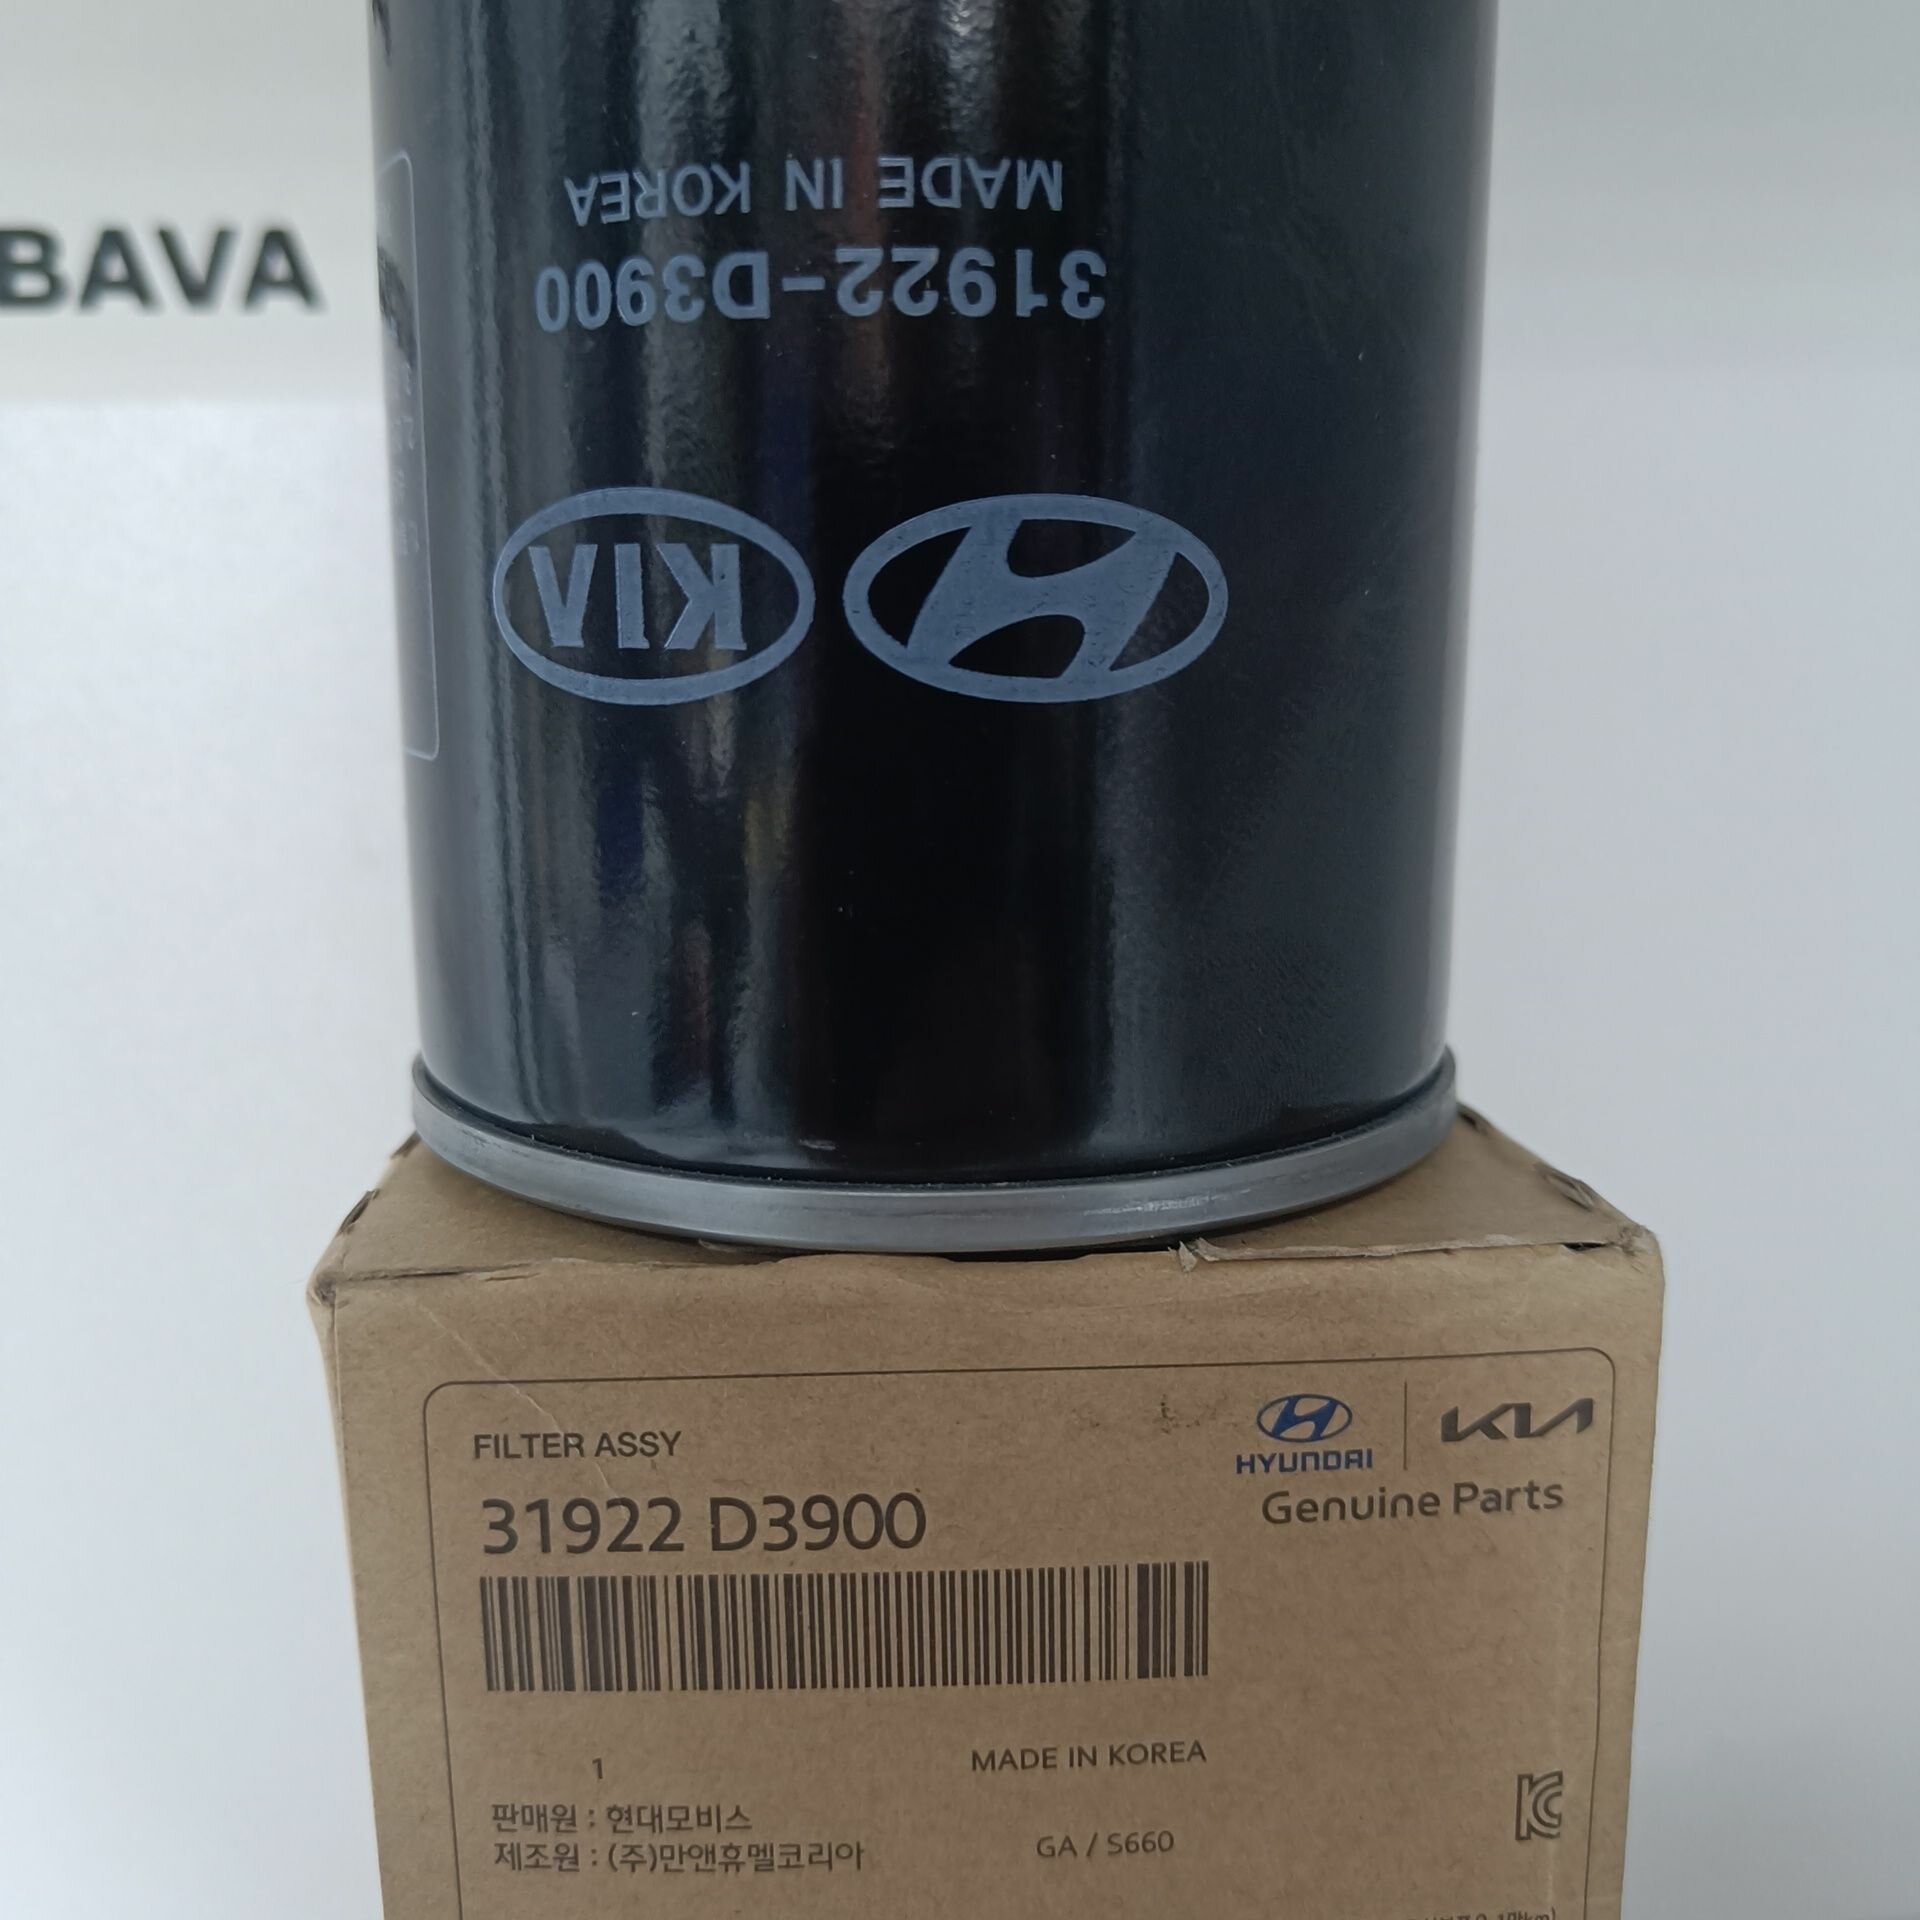 BAVA
MADE IN KOREA
31922-D3900
KIA
FILTER ASSY
HYUNDAI
KIA
31922 D3900
Genuine Parts
1
MADE IN KOREA
판매원 : 현대모비스
제조원 : (주)만앤휴멜코리아
GA / S660